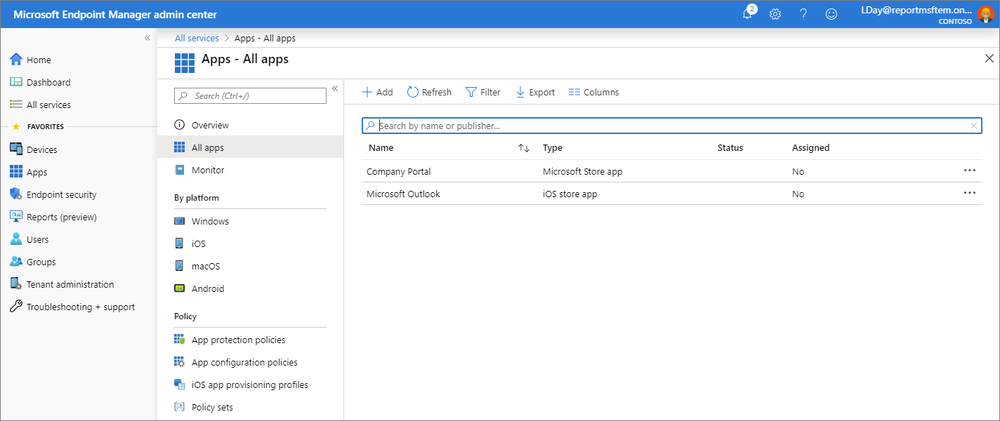 Microsoft Endpoint Manager admin center
2
LDay@reportmsftem.on...
CONTOSO
Home
Dashboard
All services
FAVORITES
Devices
Apps
Endpoint security
Reports (preview)
Users
Groups
Tenant administration
Troubleshooting + support
All services > Apps - All apps
Apps - All apps
Search (Ctrl+/)
Overview
All apps
Monitor
By platform
Windows
iOS
macOS
Android
Policy
App protection policies
App configuration policies
iOS app provisioning profiles
Policy sets
Add Refresh Filter Export Columns
Search by name or publisher...
Name Type Status Assigned
Company Portal Microsoft Store app No
Microsoft Outlook iOS store app No